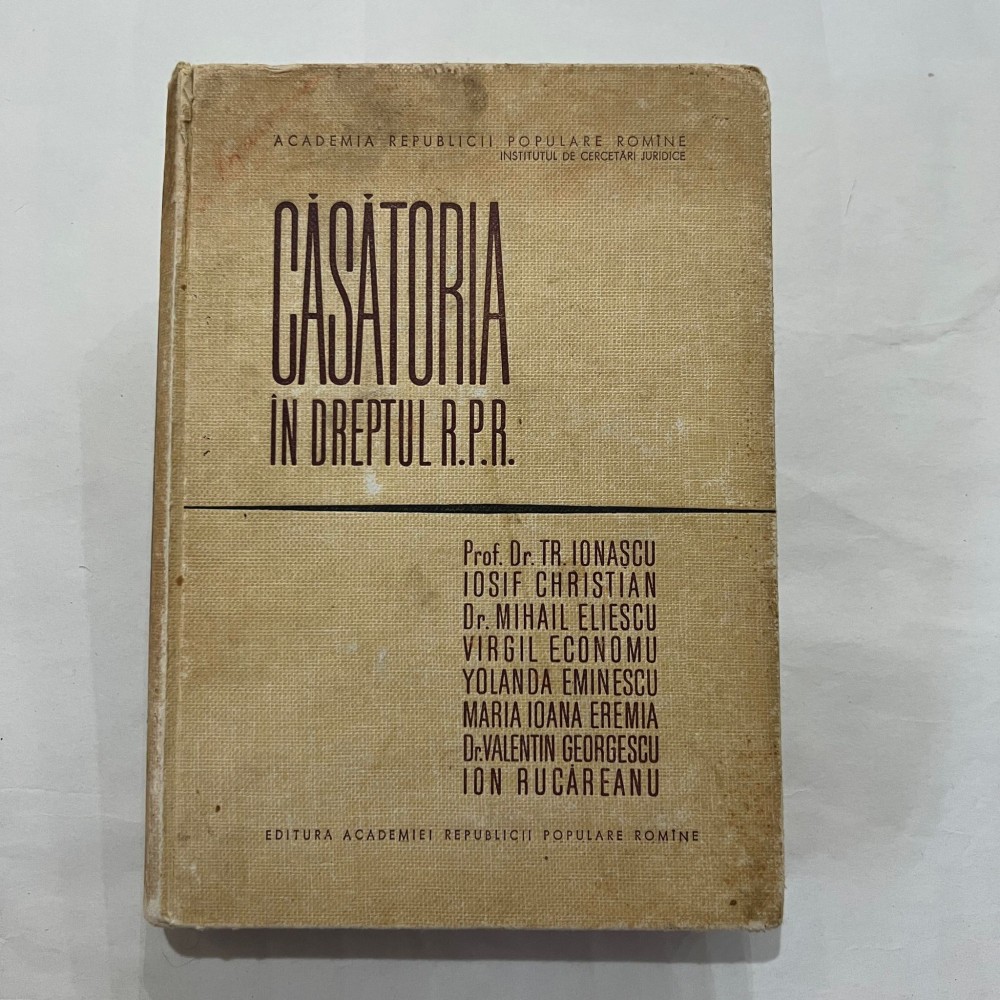 ACADEMIA REPUBLICII POPULARE ROMÎNE
INSTITUTUL DE CERCETĂRI JURIDICE
CĂSĂTORIA
ÎN DREPTUL R.P.R.
Prof. Dr. TR. IONAȘCU
IOSIF CHRISTIAN
Dr. MIHAIL ELIESCU
VIRGIL ECONOMU
YOLANDA EMINESCU
MARIA IOANA EREMIA
Dr. VALENTIN GEORGESCU
ION RUCĂREANU
EDITURA ACADEMIEI REPUBLICII POPULARE ROMÎNE